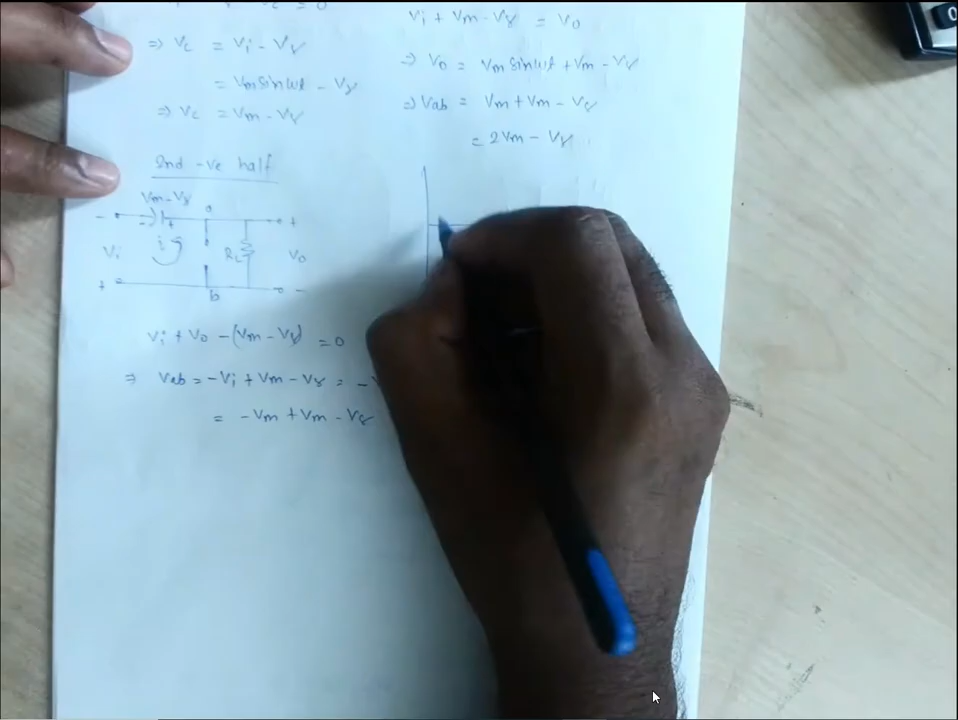 ⇒ Vc = Vi - Vγ
= Vm sinωt - Vγ
⇒ Vc = Vm - Vγ
Vi + Vm - Vγ = Vo
⇒ Vo = Vm sinωt + Vm - Vγ
⇒ Vab = Vm + Vm - Vγ
= 2Vm - Vγ
2nd -ve half
Vm-Vγ
- + a +
Vi i RL Vo
+ b -
Vi + Vo - (Vm - Vγ) = 0
⇒ Vab = -Vi + Vm - Vγ = -
= -Vm + Vm - Vγ
0